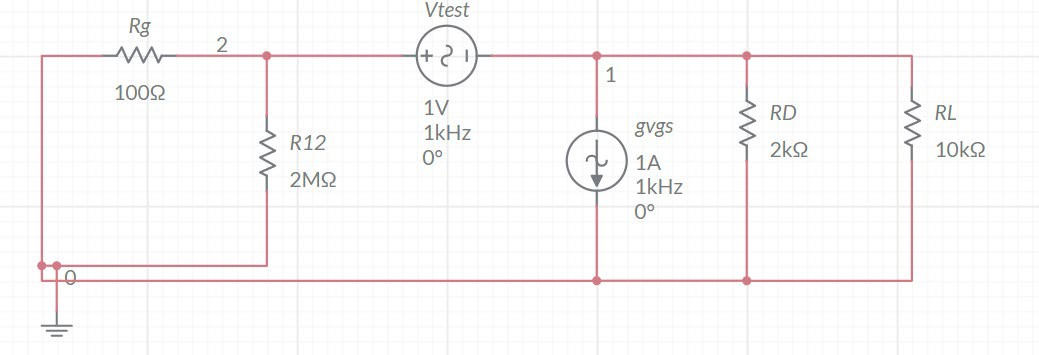 Vtest
Rg
2
1
100Ω
1V
1kHz
0°
R12
2MΩ
gvgs
1A
1kHz
0°
RD
2kΩ
RL
10kΩ
0